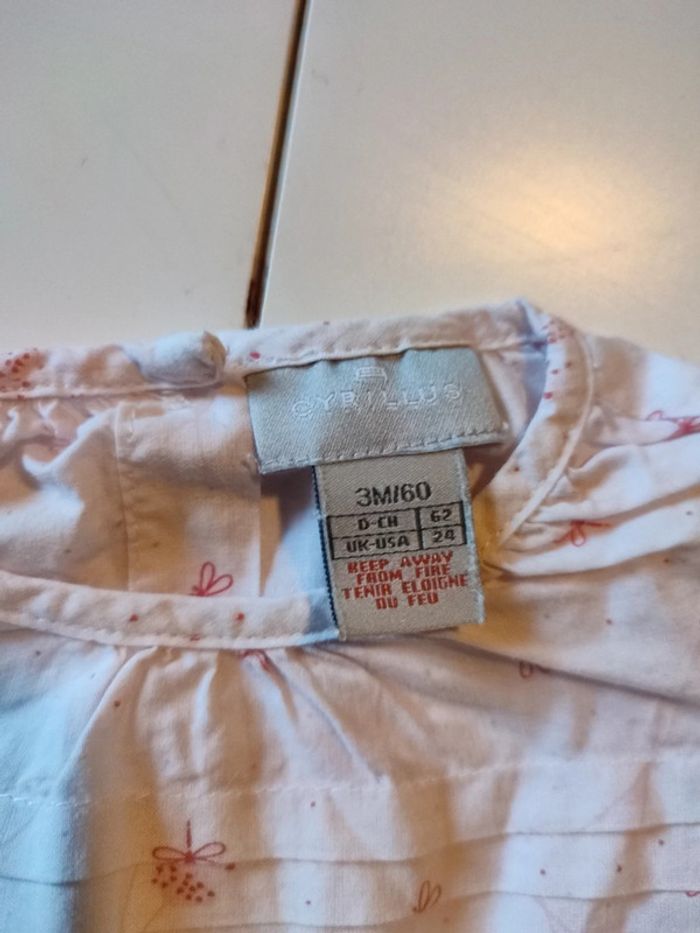 CYRILLUS
3M/60
D-CH 62
UK-USA 24
KEEP AWAY
FROM FIRE
TENIR ELOIGNE
DU FEU